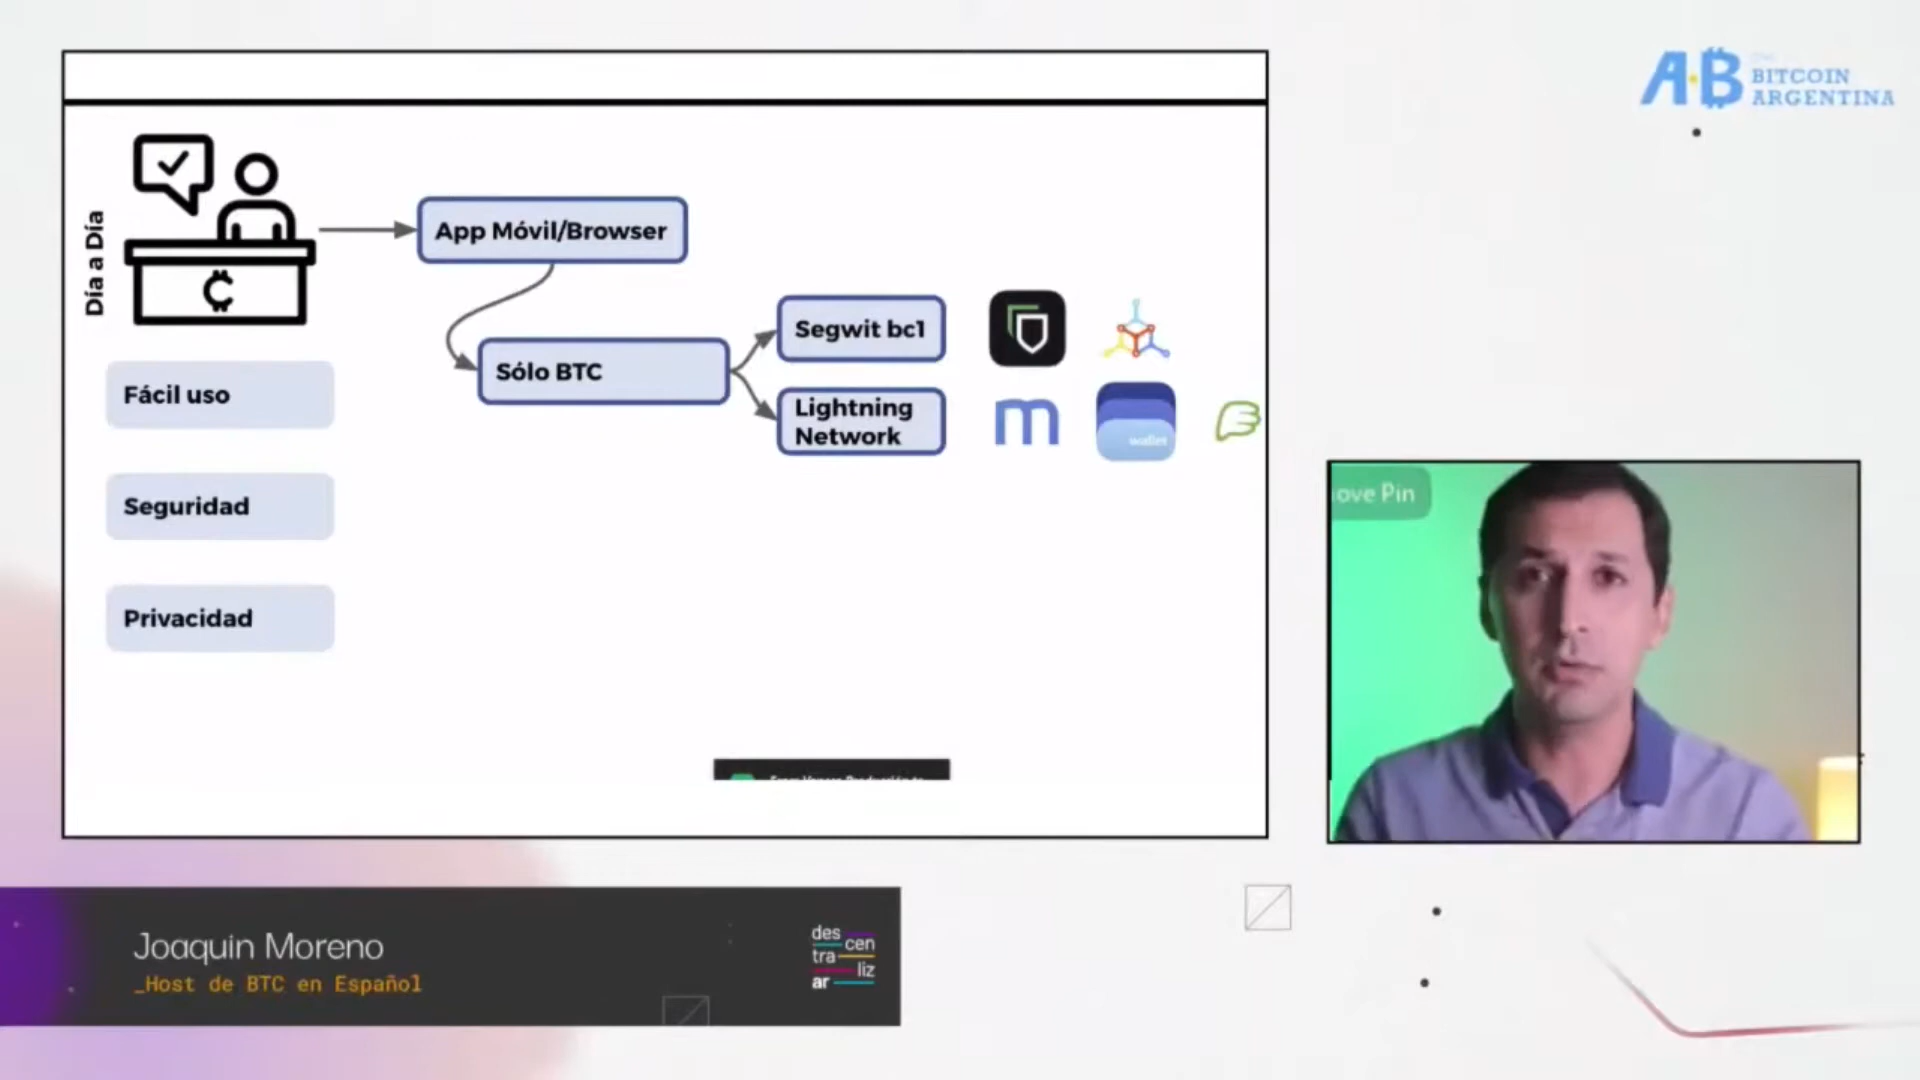 BITCOIN
ARGENTINA
Día a Día
App Móvil/Browser
Sólo BTC
Segwit bc1
Lightning
Network
wallet
Fácil uso
Seguridad
Privacidad
ove Pin
Joaquin Moreno
_Host de BTC en Español
des
cen
tra
liz
ar